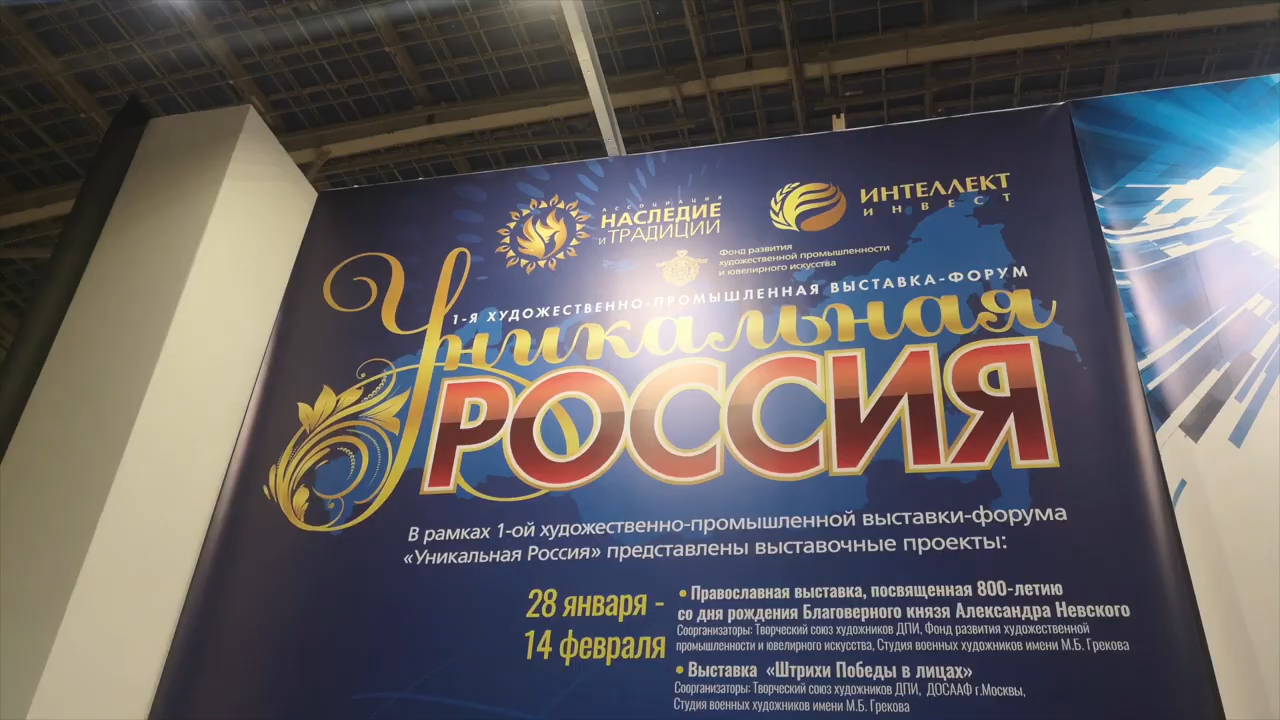 АССОЦИАЦИЯ
НАСЛЕДИЕ
И ТРАДИЦИИ
ИНТЕЛЛЕКТ
ИНВЕСТ
Фонд развития
художественной промышленности
и ювелирного искусства
1-Я ХУДОЖЕСТВЕННО-ПРОМЫШЛЕННАЯ ВЫСТАВКА-ФОРУМ
Уникальная
РОССИЯ
В рамках 1-ой художественно-промышленной выставки-форума
«Уникальная Россия» представлены выставочные проекты:
28 января -
14 февраля
• Православная выставка, посвященная 800-летию
со дня рождения Благоверного князя Александра Невского
Соорганизаторы: Творческий союз художников ДПИ, Фонд развития художественной
промышленности и ювелирного искусства, Студия военных художников имени М.Б. Грекова
• Выставка «Штрихи Победы в лицах»
Соорганизаторы: Творческий союз художников ДПИ, ДОСААФ г.Москвы,
Студия военных художников имени М.Б. Грекова